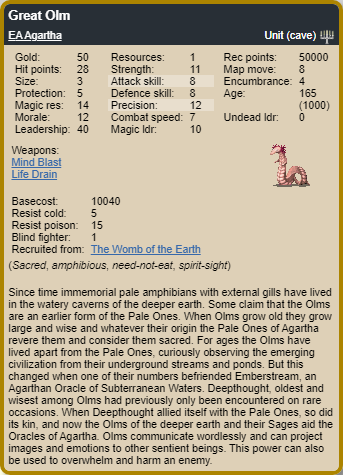 Great Olm
EA Agartha Unit (cave)
Gold: 50 Resources: 1 Rec points: 50000
Hit points: 28 Strength: 11 Map move: 8
Size: 3 Attack skill: 8 Encumbrance: 4
Protection: 5 Defence skill: 8 Age: 165
Magic res: 14 Precision: 12 (1000)
Morale: 12 Combat speed: 7 Undead ldr: 0
Leadership: 40 Magic ldr: 10
Weapons:
Mind Blast
Life Drain
Basecost: 10040
Resist cold: 5
Resist poison: 15
Blind fighter: 1
Recruited from: The Womb of the Earth
(Sacred, amphibious, need-not-eat, spirit-sight)
Since time immemorial pale amphibians with external gills have lived
in the watery caverns of the deeper earth. Some claim that the Olms
are an earlier form of the Pale Ones. When Olms grow old they grow
large and wise and whatever their origin the Pale Ones of Agartha
revere them and consider them sacred. For ages the Olms have
lived apart from the Pale Ones, curiously observing the emerging
civilization from their underground streams and ponds. But this
changed when one of their numbers befriended Emberstream, an
Agarthan Oracle of Subterranean Waters. Deepthought, oldest and
wisest among Olms had previously only been encountered on rare
occasions. When Deepthought allied itself with the Pale Ones, so did
its kin, and now the Olms of the deeper earth and their Sages aid the
Oracles of Agartha. Olms communicate wordlessly and can project
images and emotions to other sentient beings. This power can also
be used to overwhelm and harm an enemy.